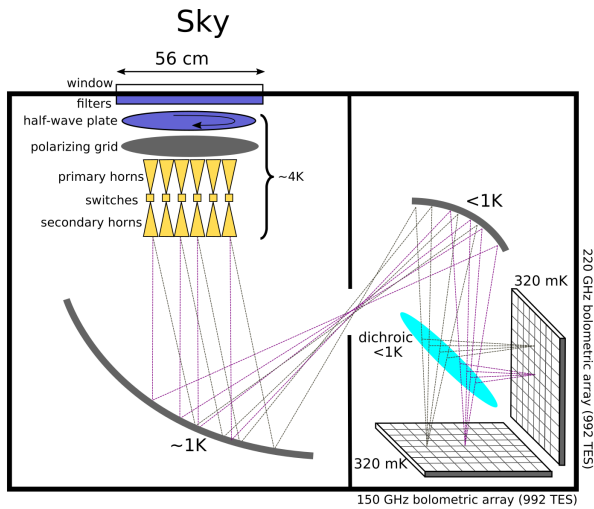 Sky
56 cm
window
filters
half-wave plate
polarizing grid
primary horns
switches
secondary horns
~4K
<1K
320 mK
dichroic
<1K
~1K
320 mK
220 GHz bolometric array (992 TES)
150 GHz bolometric array (992 TES)